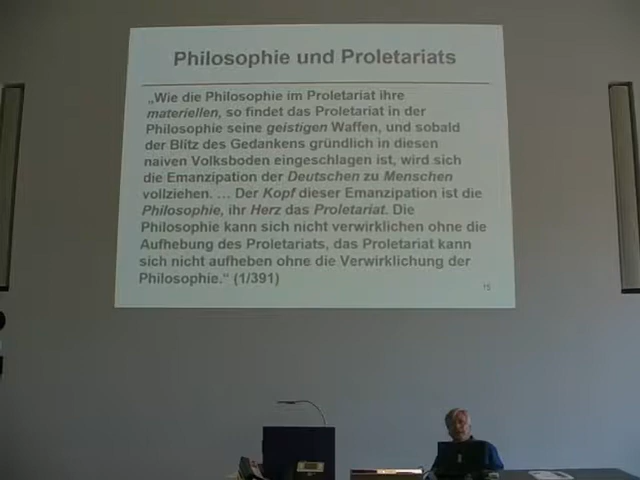 Philosophie und Proletariats
„Wie die Philosophie im Proletariat ihre
materiellen, so findet das Proletariat in der
Philosophie seine geistigen Waffen, und sobald
der Blitz des Gedankens gründlich in diesen
naiven Volksboden eingeschlagen ist, wird sich
die Emanzipation der Deutschen zu Menschen
vollziehen. ... Der Kopf dieser Emanzipation ist die
Philosophie, ihr Herz das Proletariat. Die
Philosophie kann sich nicht verwirklichen ohne die
Aufhebung des Proletariats, das Proletariat kann
sich nicht aufheben ohne die Verwirklichung der
Philosophie.“ (1/391)
15